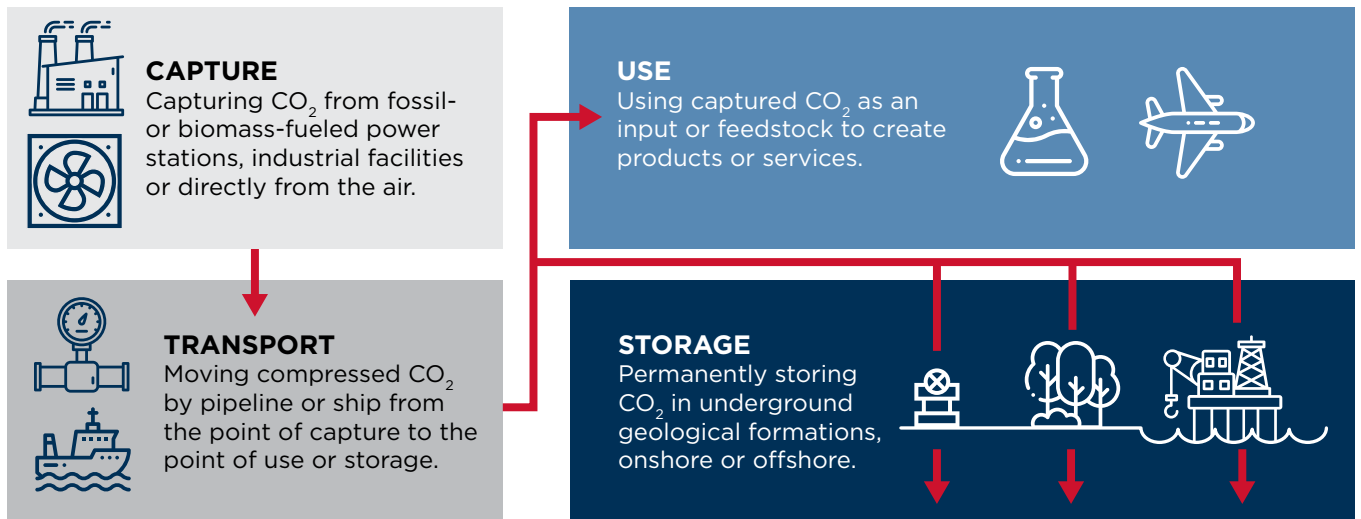 CAPTURE
Capturing CO₂ from fossil-
or biomass-fueled power
stations, industrial facilities
or directly from the air.
TRANSPORT
Moving compressed CO₂
by pipeline or ship from
the point of capture to the
point of use or storage.
USE
Using captured CO₂ as an
input or feedstock to create
products or services.
STORAGE
Permanently storing
CO₂ in underground
geological formations,
onshore or offshore.